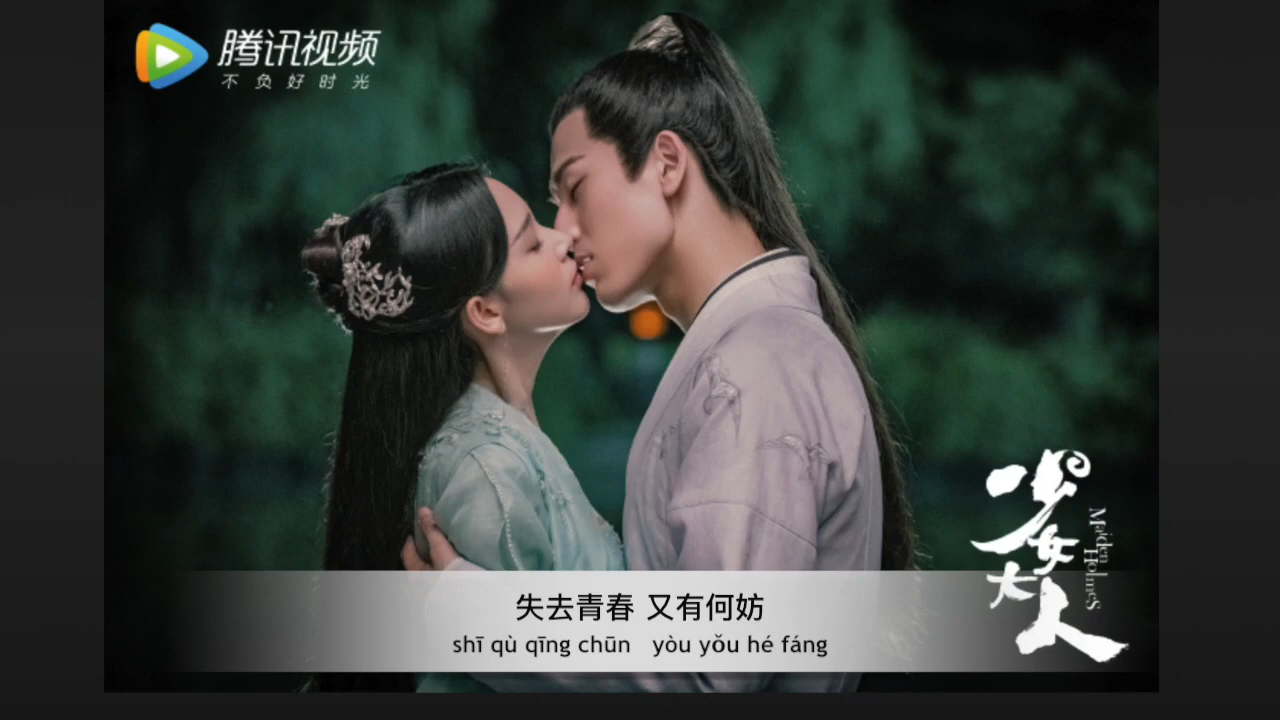 腾讯视频
不负好时光
少女大人
Maiden Holmes
失去青春 又有何妨
shī qù qīng chūn yòu yǒu hé fáng